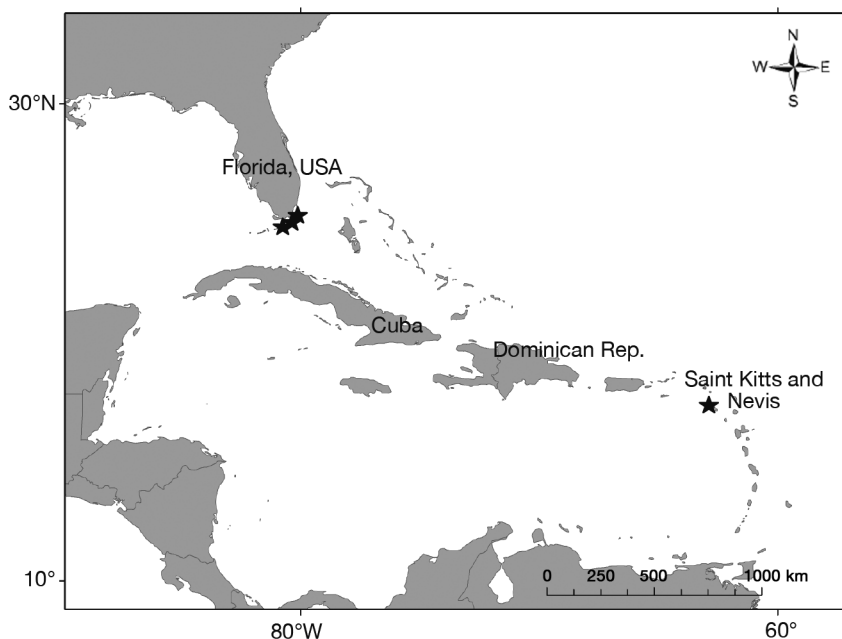 N
W E
S
30°N
Florida, USA
Cuba
Dominican Rep.
Saint Kitts and
Nevis
10°
0 250 500 1000 km
80°W 60°